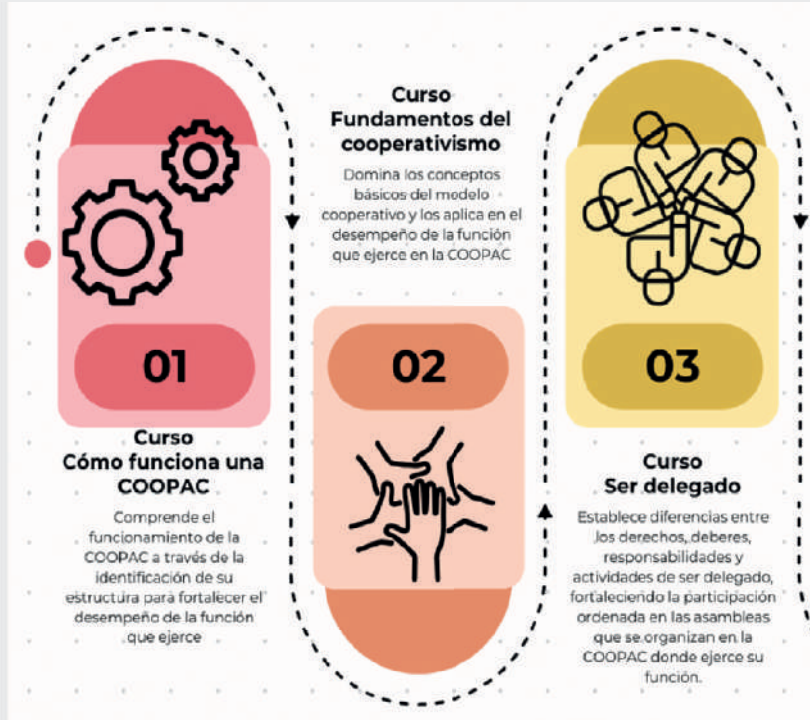 01
Curso
Cómo funciona una
COOPAC
Comprende el
funcionamiento de la
COOPAC a través de la
identificación de su
estructura para fortalecer el
desempeño de la función
que ejerce
Curso
Fundamentos del
cooperativismo
Domina los conceptos
básicos del modelo
cooperativo y los aplica en el
desempeño de la función
que ejerce en la COOPAC
02
03
Curso
Ser delegado
Establece diferencias entre
los derechos, deberes,
responsabilidades y
actividades de ser delegado,
fortaleciendo la participación
ordenada en las asambleas
que se organizan en la
COOPAC donde ejerce su
función.